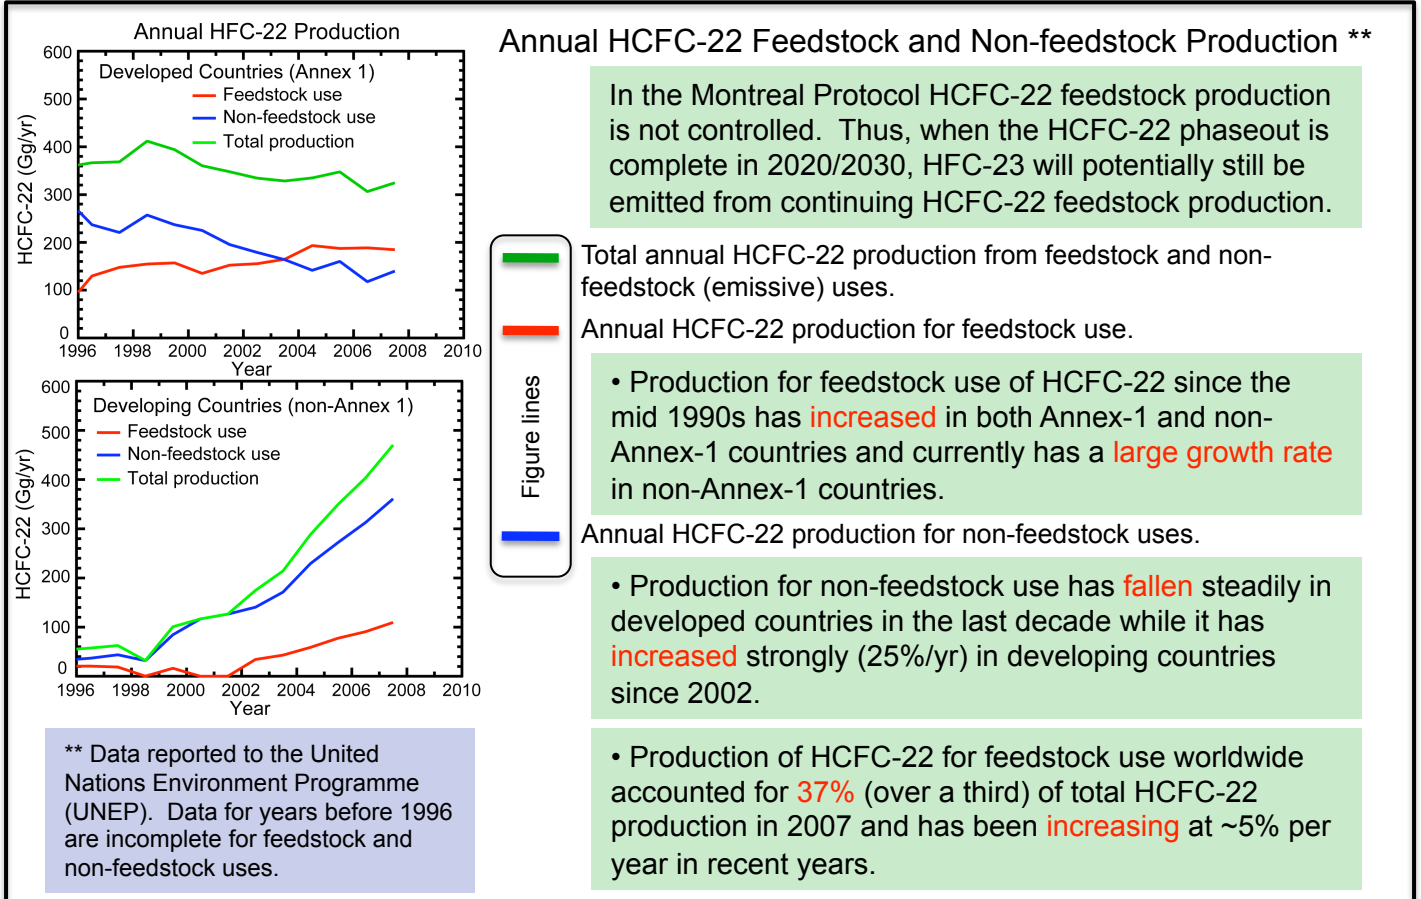 Annual HFC-22 Production
600
500
400
300
200
100
0
HCFC-22 (Gg/yr)
Developed Countries (Annex 1)
Feedstock use
Non-feedstock use
Total production
1996 1998 2000 2002 2004 2006 2008 2010
Year
600
500
400
300
200
100
0
HCFC-22 (Gg/yr)
Developing Countries (non-Annex 1)
Feedstock use
Non-feedstock use
Total production
1996 1998 2000 2002 2004 2006 2008 2010
Year
** Data reported to the United
Nations Environment Programme
(UNEP).  Data for years before 1996
are incomplete for feedstock and
non-feedstock uses.
Annual HCFC-22 Feedstock and Non-feedstock Production **
In the Montreal Protocol HCFC-22 feedstock production
is not controlled.  Thus, when the HCFC-22 phaseout is
complete in 2020/2030, HFC-23 will potentially still be
emitted from continuing HCFC-22 feedstock production.
Figure lines
Total annual HCFC-22 production from feedstock and non-
feedstock (emissive) uses.
Annual HCFC-22 production for feedstock use.
• Production for feedstock use of HCFC-22 since the
mid 1990s has increased in both Annex-1 and non-
Annex-1 countries and currently has a large growth rate
in non-Annex-1 countries.
Annual HCFC-22 production for non-feedstock uses.
• Production for non-feedstock use has fallen steadily in
developed countries in the last decade while it has
increased strongly (25%/yr) in developing countries
since 2002.
• Production of HCFC-22 for feedstock use worldwide
accounted for 37% (over a third) of total HCFC-22
production in 2007 and has been increasing at ~5% per
year in recent years.